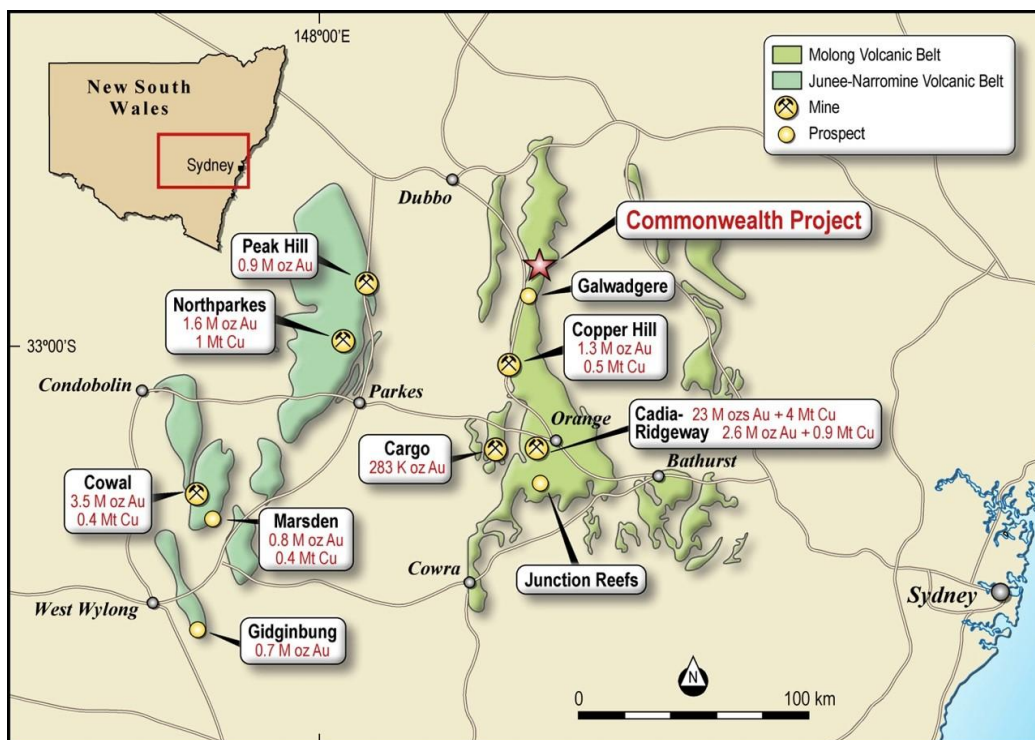 148º00'E
New South
Wales
Sydney
Molong Volcanic Belt
Junee-Narromine Volcanic Belt
Mine
Prospect
Dubbo
Commonwealth Project
Peak Hill
0.9 M oz Au
Galwadgere
Northparkes
1.6 M oz Au
1 Mt Cu
Copper Hill
1.3 M oz Au
0.5 Mt Cu
33º00'S
Condobolin
Parkes
Orange
Cadia- 23 M ozs Au + 4 Mt Cu
Ridgeway 2.6 M oz Au + 0.9 Mt Cu
Cargo
283 K oz Au
Bathurst
Cowal
3.5 M oz Au
0.4 Mt Cu
Marsden
0.8 M oz Au
0.4 Mt Cu
Cowra
Junction Reefs
Sydney
West Wylong
Gidginbung
0.7 M oz Au
N
0 100 km